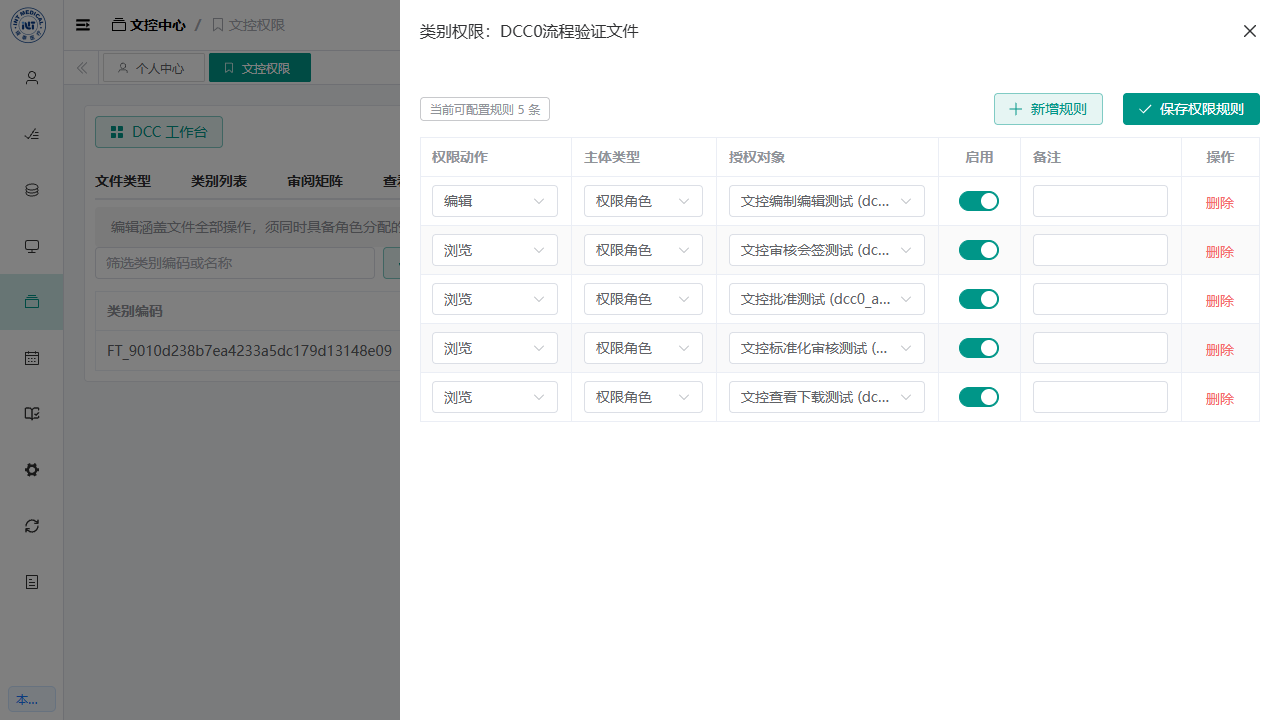 文控中心 / 文控权限
个人中心
文控权限
DCC 工作台
文件类型 类别列表 审阅矩阵
编辑涵盖文件全部操作，须同时具备角色分配的
筛选类别编码或名称
类别编码
FT_9010d238b7ea4233a5dc179d13148e09
本...
类别权限：DCC0流程验证文件
当前可配置规则 5 条
新增规则
保存权限规则
权限动作 主体类型 授权对象 启用 备注 操作
编辑 权限角色 文控编制编辑测试 (dc... 删除
浏览 权限角色 文控审核会签测试 (dc... 删除
浏览 权限角色 文控批准测试 (dcc0_a... 删除
浏览 权限角色 文控标准化审核测试 (... 删除
浏览 权限角色 文控查看下载测试 (dc... 删除